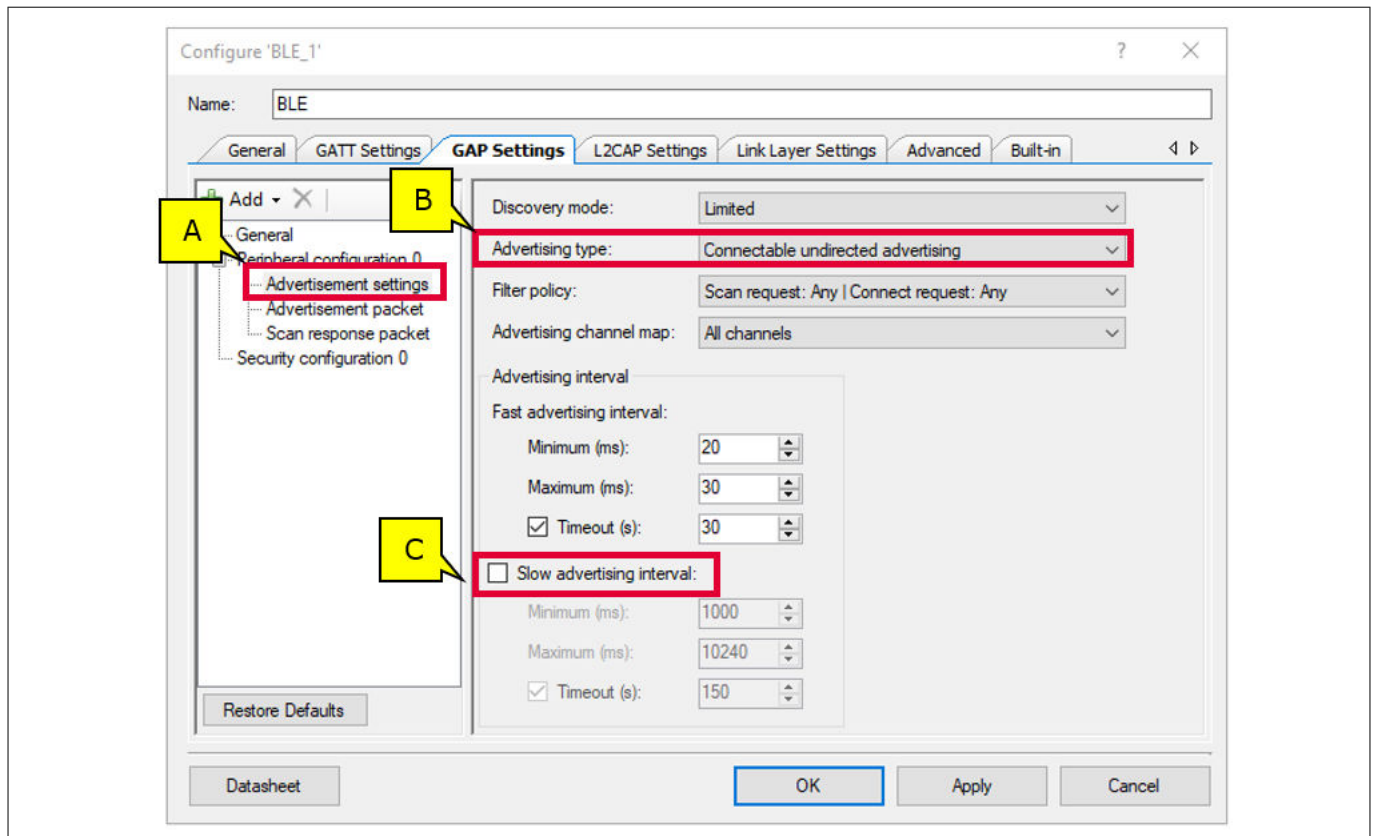 Configure 'BLE_1'
?
Name: BLE
General GATT Settings GAP Settings L2CAP Settings Link Layer Settings Advanced Built-in
Add
A
B
General
Peripheral configuration 0
Advertisement settings
Advertisement packet
Scan response packet
Security configuration 0
Restore Defaults
Discovery mode: Limited
Advertising type: Connectable undirected advertising
Filter policy: Scan request: Any | Connect request: Any
Advertising channel map: All channels
Advertising interval
Fast advertising interval:
Minimum (ms): 20
Maximum (ms): 30
Timeout (s): 30
C
Slow advertising interval:
Minimum (ms): 1000
Maximum (ms): 10240
Timeout (s): 150
Datasheet OK Apply Cancel